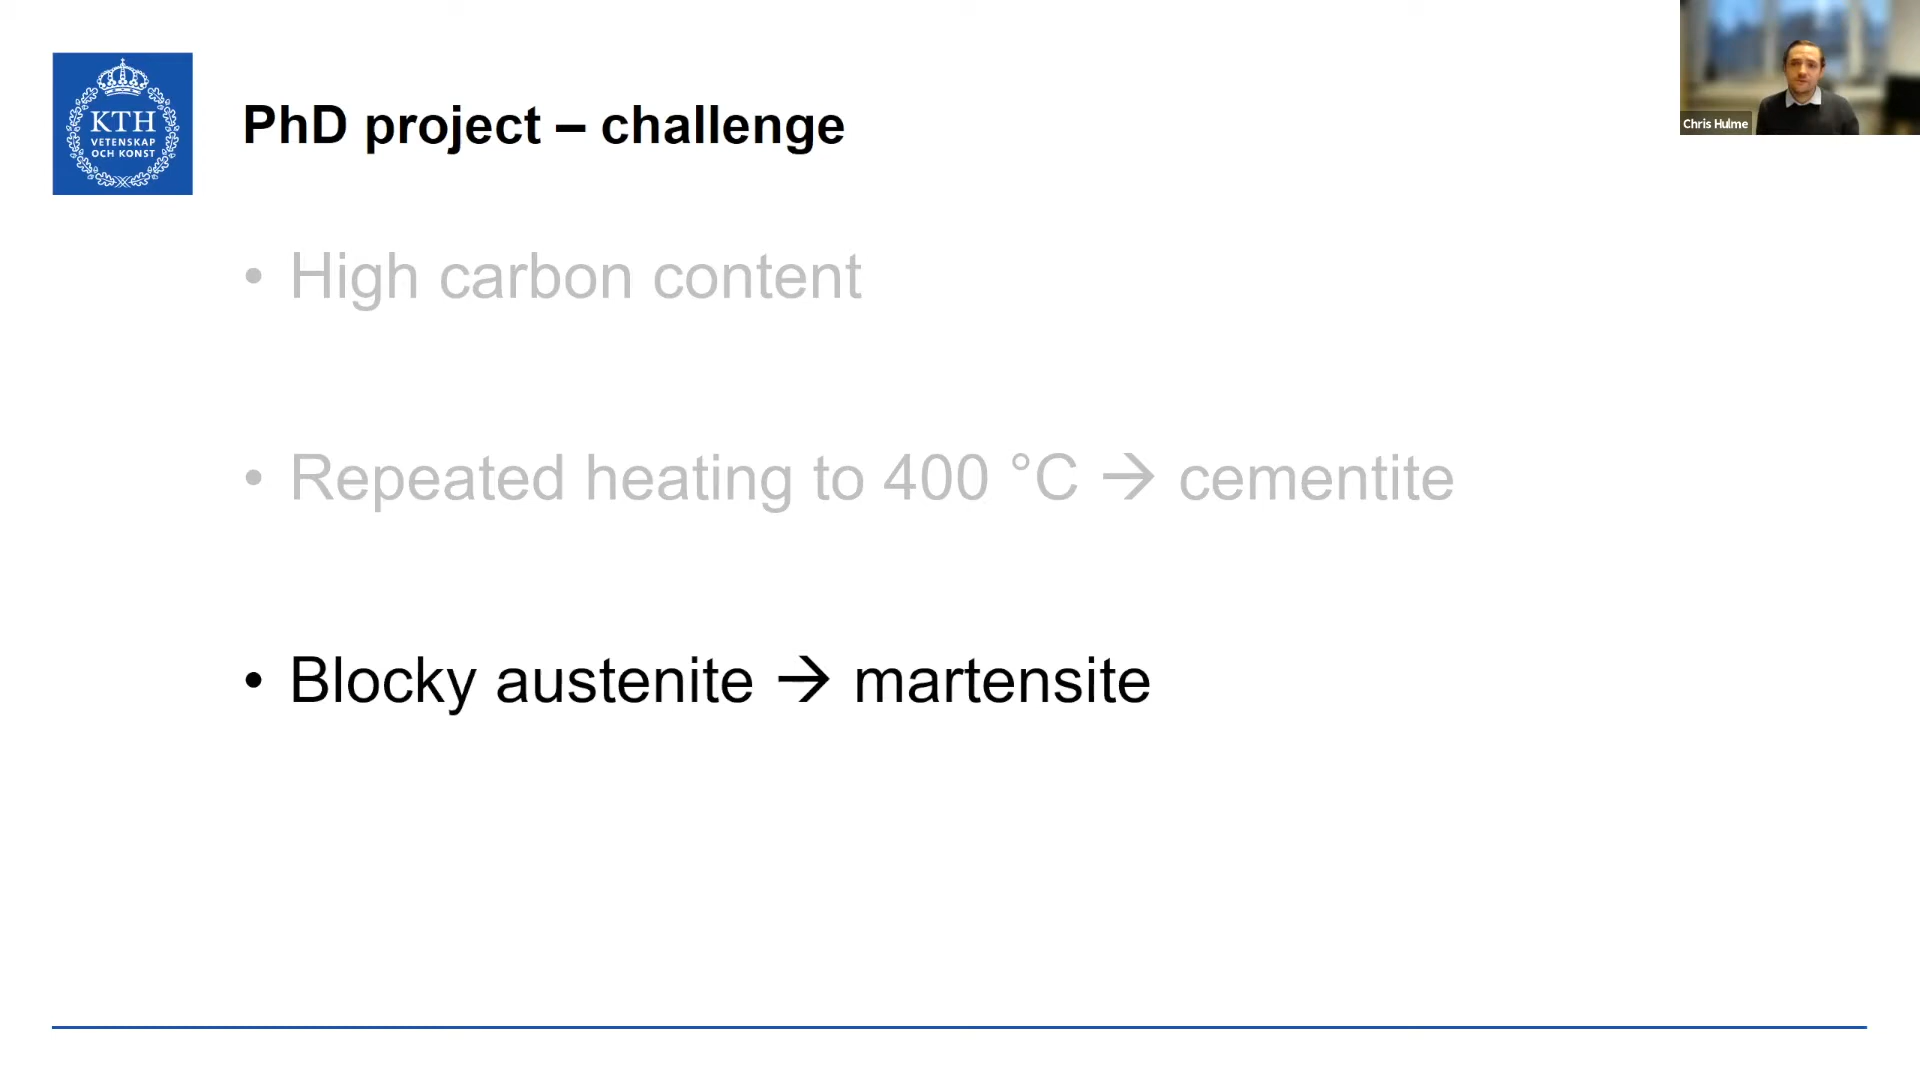 KTH
VETENSKAP
OCH KONST
PhD project – challenge
Chris Hulme
• High carbon content
• Repeated heating to 400 °C → cementite
• Blocky austenite → martensite